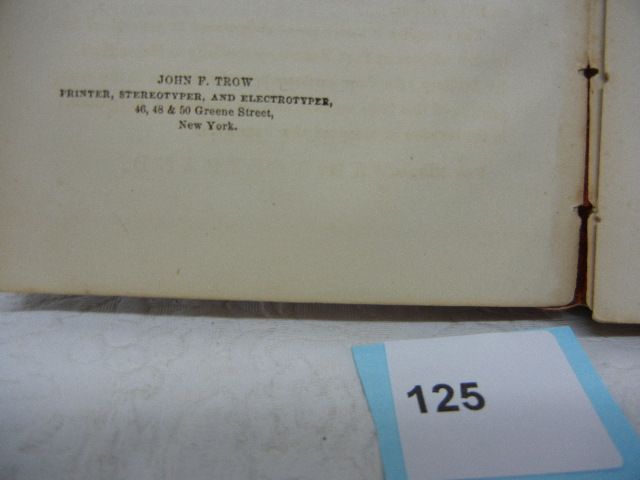 JOHN F. TROW
PRINTER, STEREOTYPER, AND ELECTROTYPER,
46, 48 & 50 Greene Street,
New York.
125